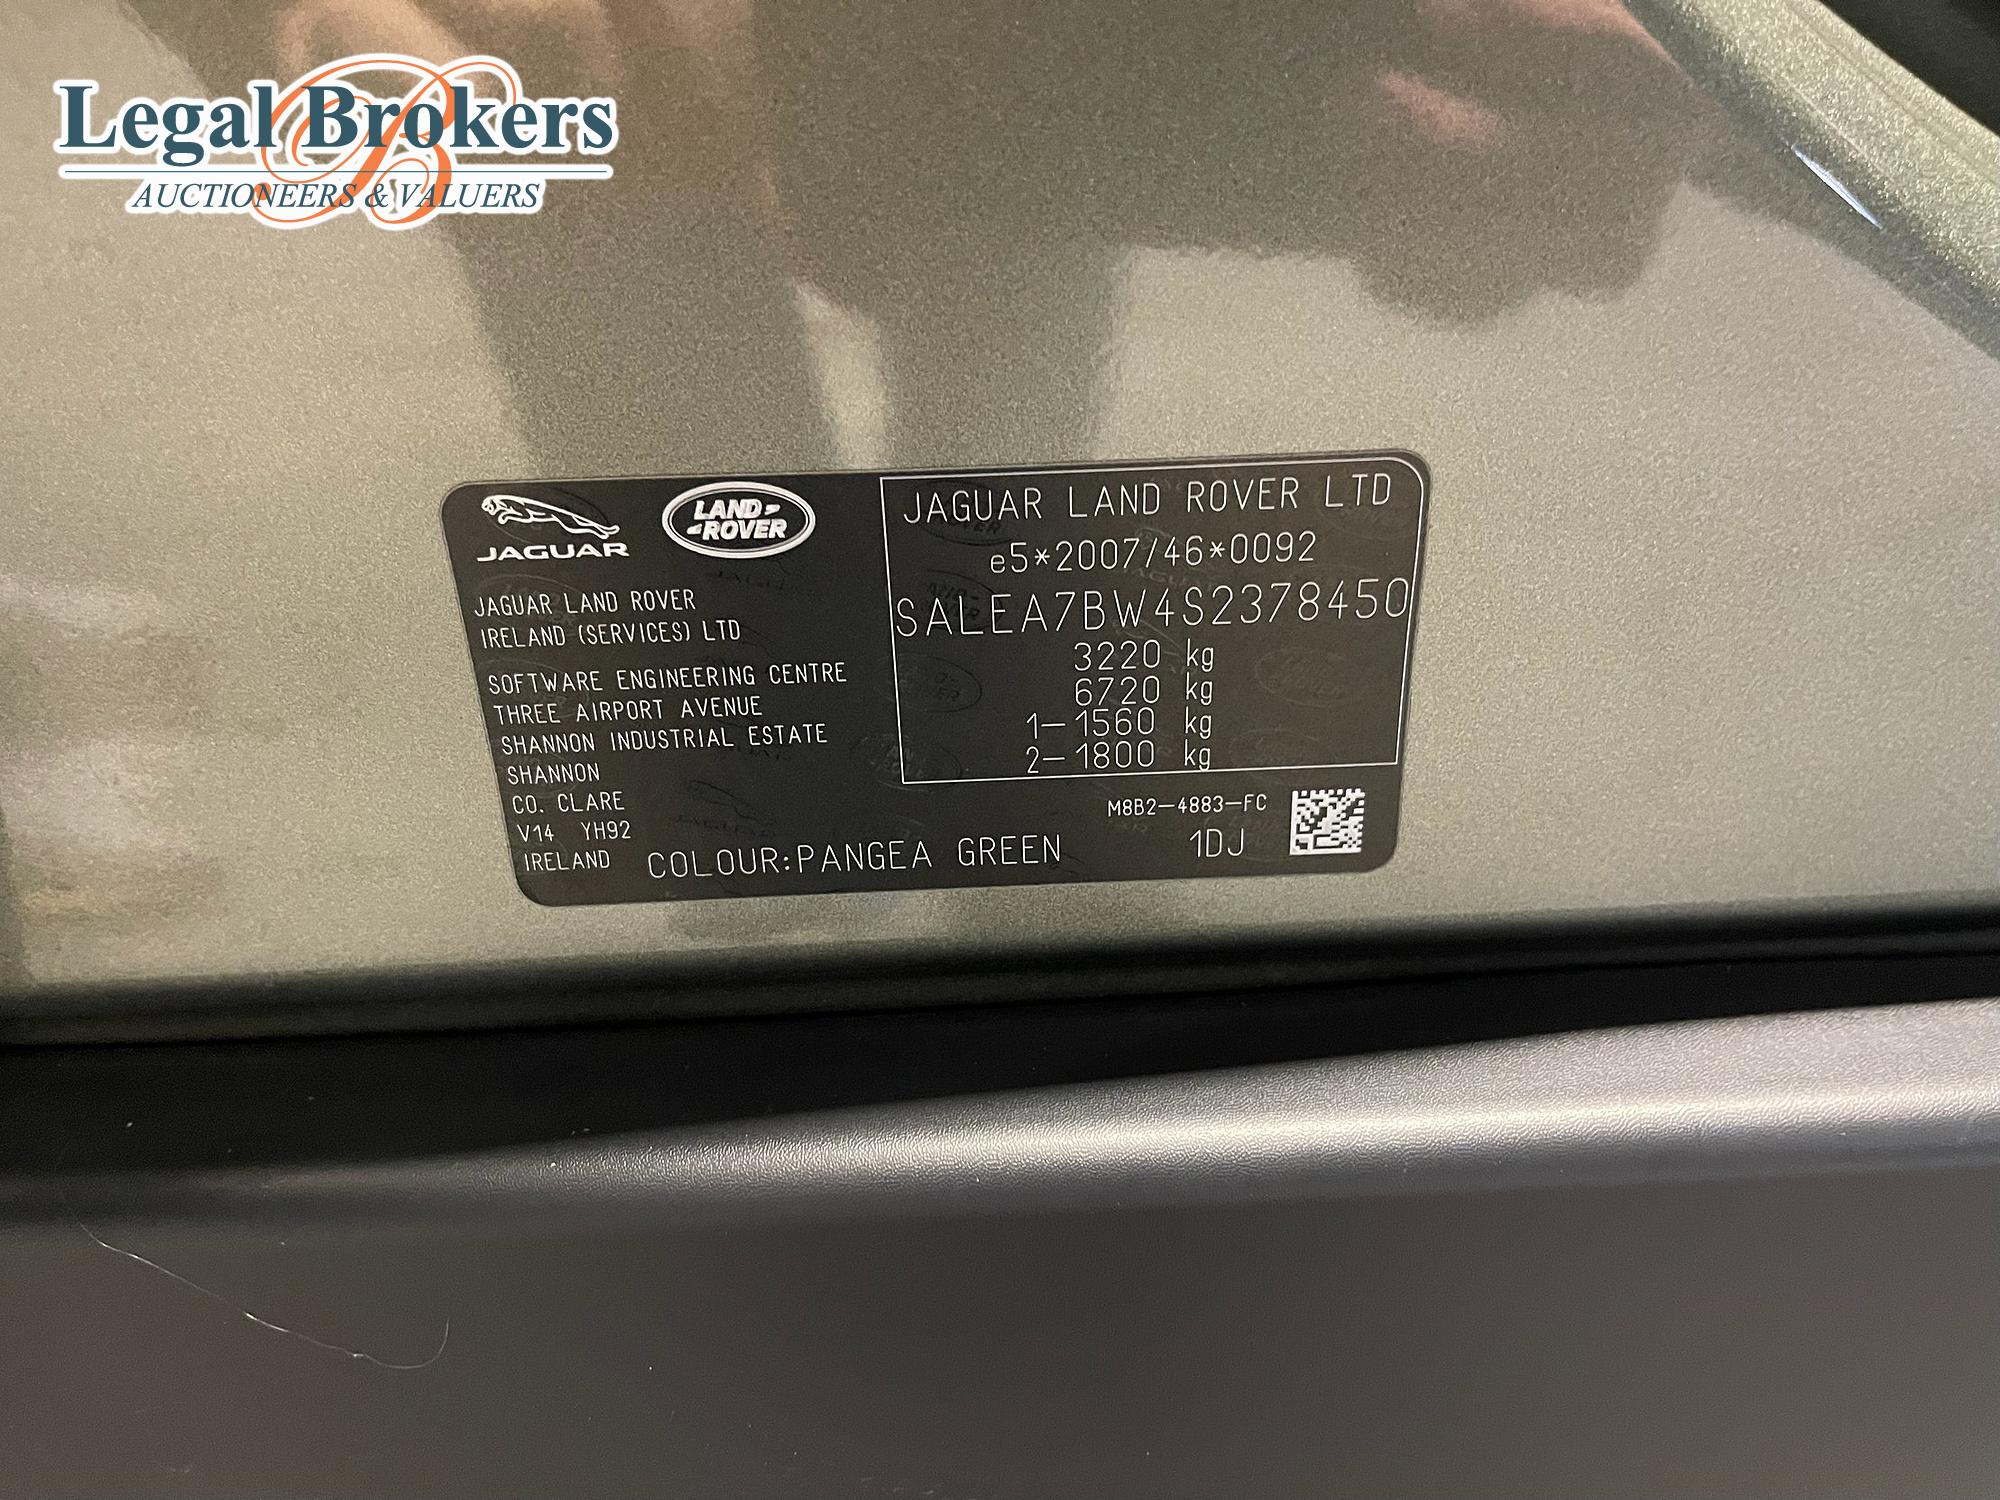 Legal Brokers
AUCTIONEERS & VALUERS
JAGUAR
LAND ROVER
JAGUAR LAND ROVER
IRELAND (SERVICES) LTD
SOFTWARE ENGINEERING CENTRE
THREE AIRPORT AVENUE
SHANNON INDUSTRIAL ESTATE
SHANNON
CO. CLARE
V14 YH92
IRELAND
COLOUR:PANGEA GREEN
JAGUAR LAND ROVER LTD
e5*2007/46*0092
SALEA7BW4S2378450
3220 kg
6720 kg
1-1560 kg
2-1800 kg
M8B2-4883-FC
1DJ